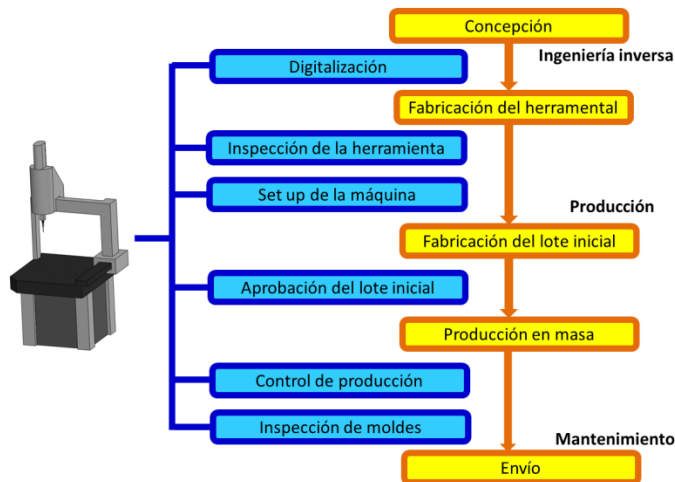 Concepción
Ingeniería inversa
Digitalización
Fabricación del herramental
Inspección de la herramienta
Set up de la máquina
Producción
Fabricación del lote inicial
Aprobación del lote inicial
Producción en masa
Control de producción
Inspección de moldes
Mantenimiento
Envío